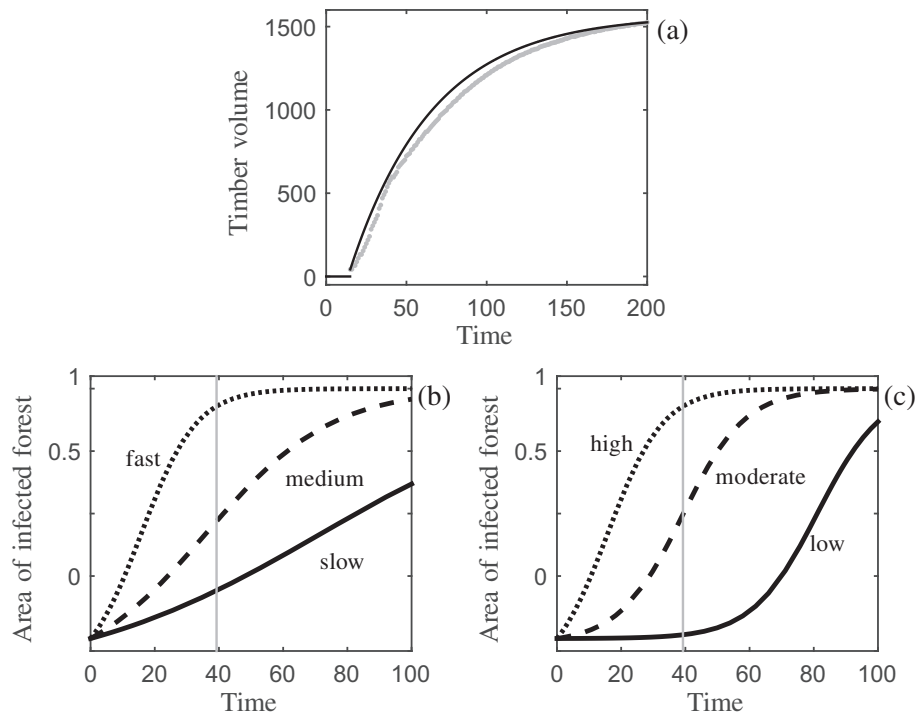 (a)
Timber volume
1500
1000
500
0
0 50 100 150 200
Time
(b)
Area of infected forest
1
0.5
0
fast
medium
slow
0 20 40 60 80 100
Time
(c)
Area of infected forest
1
0.5
0
high
moderate
low
0 20 40 60 80 100
Time